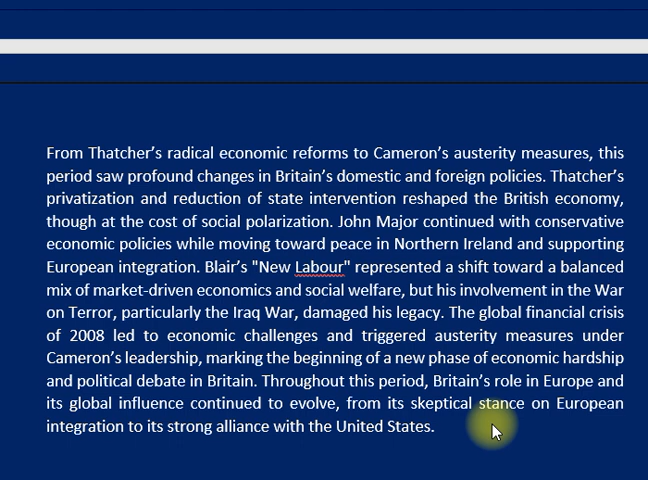 From Thatcher’s radical economic reforms to Cameron’s austerity measures, this
period saw profound changes in Britain’s domestic and foreign policies. Thatcher’s
privatization and reduction of state intervention reshaped the British economy,
though at the cost of social polarization. John Major continued with conservative
economic policies while moving toward peace in Northern Ireland and supporting
European integration. Blair’s "New Labour" represented a shift toward a balanced
mix of market-driven economics and social welfare, but his involvement in the War
on Terror, particularly the Iraq War, damaged his legacy. The global financial crisis
of 2008 led to economic challenges and triggered austerity measures under
Cameron’s leadership, marking the beginning of a new phase of economic hardship
and political debate in Britain. Throughout this period, Britain’s role in Europe and
its global influence continued to evolve, from its skeptical stance on European
integration to its strong alliance with the United States.